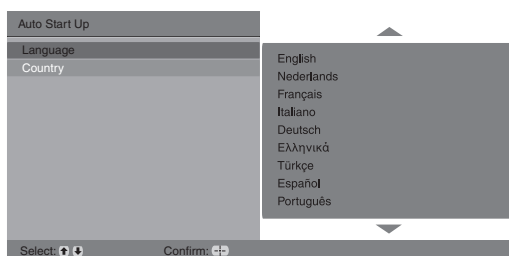 Auto Start Up
Language
Country
English
Nederlands
Français
Italiano
Deutsch
Ελληνικά
Türkçe
Español
Português
Select: Confirm: